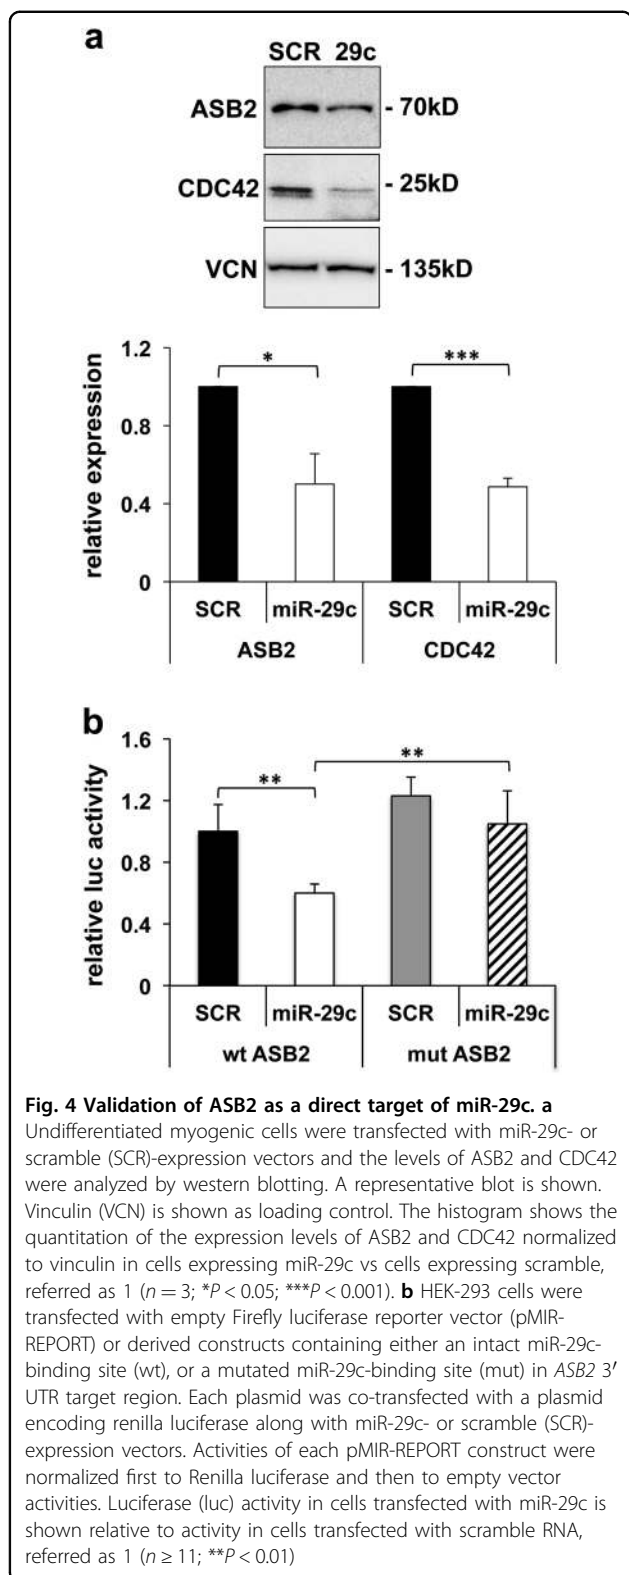 a
SCR 29c
ASB2 - 70kD
CDC42 - 25kD
VCN - 135kD
relative expression
1.2
0.8
0.4
0
*
***
SCR miR-29c SCR miR-29c
ASB2 CDC42
b
relative luc activity
1.6
1.2
0.8
0.4
0
**
**
SCR miR-29c SCR miR-29c
wt ASB2 mut ASB2
Fig. 4 Validation of ASB2 as a direct target of miR-29c. a
Undifferentiated myogenic cells were transfected with miR-29c- or
scramble (SCR)-expression vectors and the levels of ASB2 and CDC42
were analyzed by western blotting. A representative blot is shown.
Vinculin (VCN) is shown as loading control. The histogram shows the
quantitation of the expression levels of ASB2 and CDC42 normalized
to vinculin in cells expressing miR-29c vs cells expressing scramble,
referred as 1 (n = 3; *P < 0.05; ***P < 0.001). b HEK-293 cells were
transfected with empty Firefly luciferase reporter vector (pMIR-
REPORT) or derived constructs containing either an intact miR-29c-
binding site (wt), or a mutated miR-29c-binding site (mut) in ASB2 3′
UTR target region. Each plasmid was co-transfected with a plasmid
encoding renilla luciferase along with miR-29c- or scramble (SCR)-
expression vectors. Activities of each pMIR-REPORT construct were
normalized first to Renilla luciferase and then to empty vector
activities. Luciferase (luc) activity in cells transfected with miR-29c is
shown relative to activity in cells transfected with scramble RNA,
referred as 1 (n ≥ 11; **P < 0.01)